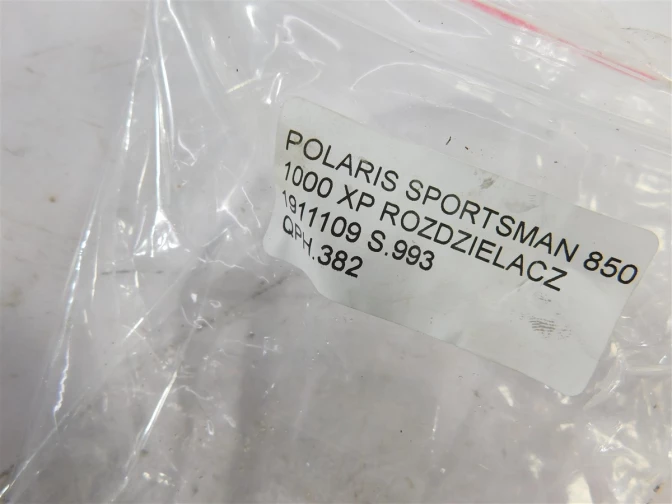 POLARIS SPORTSMAN 850
1000 XP ROZDZIELACZ
1911109 S.993
QPH.382